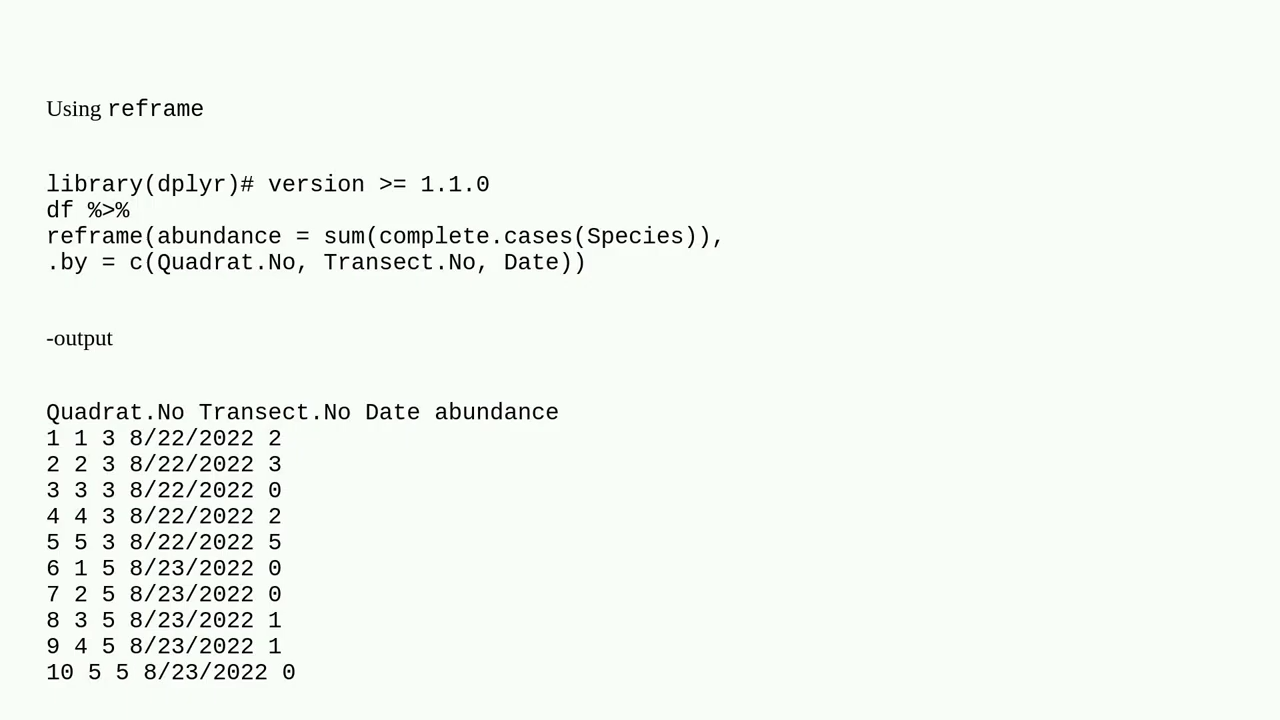 Using reframe
library(dplyr)# version >= 1.1.0
df %>%
reframe(abundance = sum(complete.cases(Species)),
.by = c(Quadrat.No, Transect.No, Date))
-output
Quadrat.No Transect.No Date abundance
1 1 3 8/22/2022 2
2 2 3 8/22/2022 3
3 3 3 8/22/2022 0
4 4 3 8/22/2022 2
5 5 3 8/22/2022 5
6 1 5 8/23/2022 0
7 2 5 8/23/2022 0
8 3 5 8/23/2022 1
9 4 5 8/23/2022 1
10 5 5 8/23/2022 0